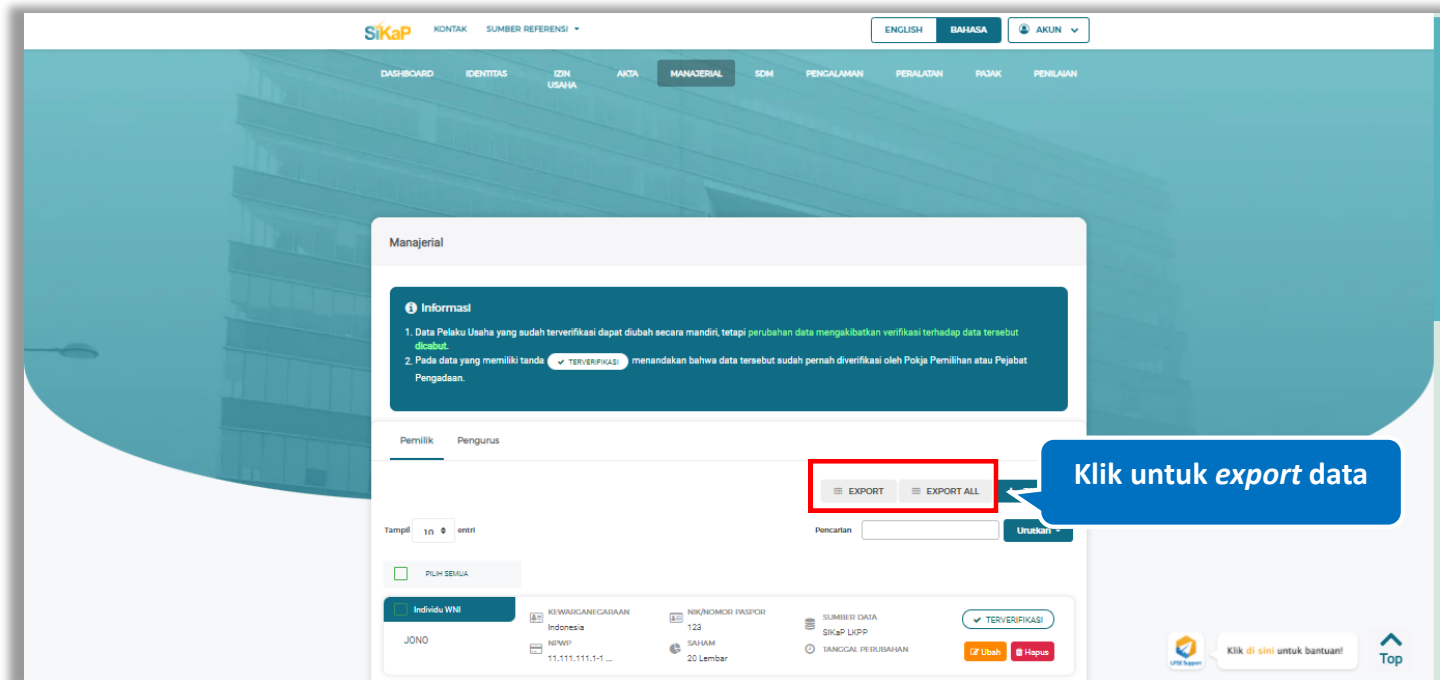 SiKaP KONTAK SUMBER REFERENSI ENGLISH BAHASA AKUN
DASHBOARD IDENTITAS IZIN USAHA AKTA MANAJERIAL SDM PENGALAMAN PERALATAN PAJAK PENILAIAN
Manajerial
Informasi
1. Data Pelaku Usaha yang sudah terverifikasi dapat diubah secara mandiri, tetapi perubahan data mengakibatkan verifikasi terhadap data tersebut
dicabut.
2. Pada data yang memiliki tanda TERVERIFIKASI menandakan bahwa data tersebut sudah pernah diverifikasi oleh Pokja Pemilihan atau Pejabat
Pengadaan.
Pemilik Pengurus
Klik untuk export data
EXPORT EXPORT ALL
Tampil 10 entri Pencarian Urutkan
PILIH SEMUA
Individu WNI
JONO
KEWARGANEGARAAN
Indonesia
NPWP
11.111.111.1-1 ...
NIK/NOMOR PASPOR
123
SAHAM
20 Lembar
SUMBER DATA
SIKaP LKPP
TANGGAL PERUBAHAN
TERVERIFIKASI
Ubah Hapus
LPSE Support
Klik di sini untuk bantuan!
Top